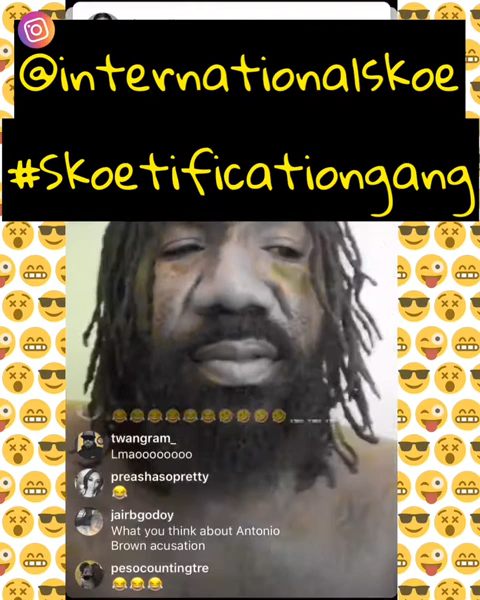 @internationalskoe
#Skoetificationgang
😂😂😂😂😂😂🤣🤣🤣🤣
twangram_
Lmaoooooooo
preashasopretty
😂
jairbgodoy
What you think about Antonio
Brown acusation
pesocountingtre
😂😂😂